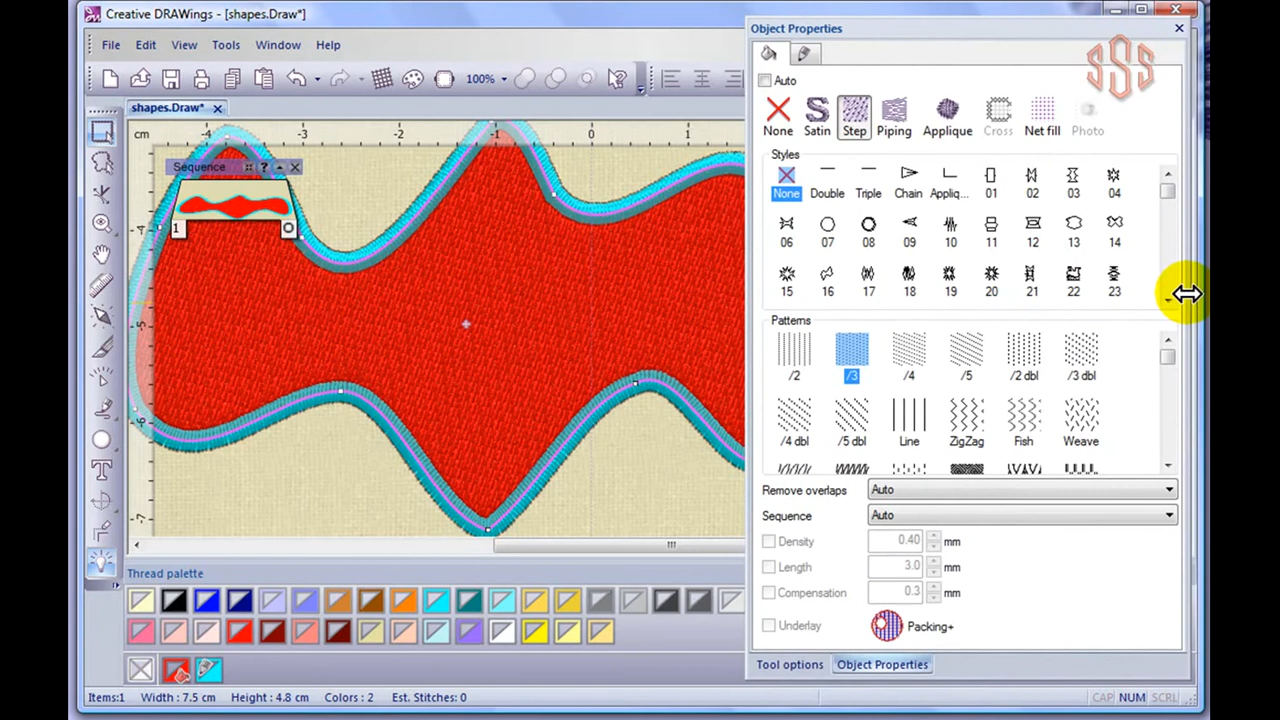 Creative DRAWings - [shapes.Draw*]
File Edit View Tools Window Help
100%
shapes.Draw*
cm -4 -3 -2 -1 0 1
Sequence ?
1
-4
-5
-6
-7
Thread palette
Items:1 Width : 7.5 cm Height : 4.8 cm Colors : 2 Est. Stitches: 0 CAP NUM SCRL
Object Properties
SSS
Auto
None Satin Step Piping Applique Cross Net fill Photo
Styles
None Double Triple Chain Appliq... 01 02 03 04
06 07 08 09 10 11 12 13 14
15 16 17 18 19 20 21 22 23
Patterns
/2 /3 /4 /5 /2 dbl /3 dbl
/4 dbl /5 dbl Line ZigZag Fish Weave
Remove overlaps Auto
Sequence Auto
Density 0.40 mm
Length 3.0 mm
Compensation 0.3 mm
Underlay Packing+
Tool options Object Properties